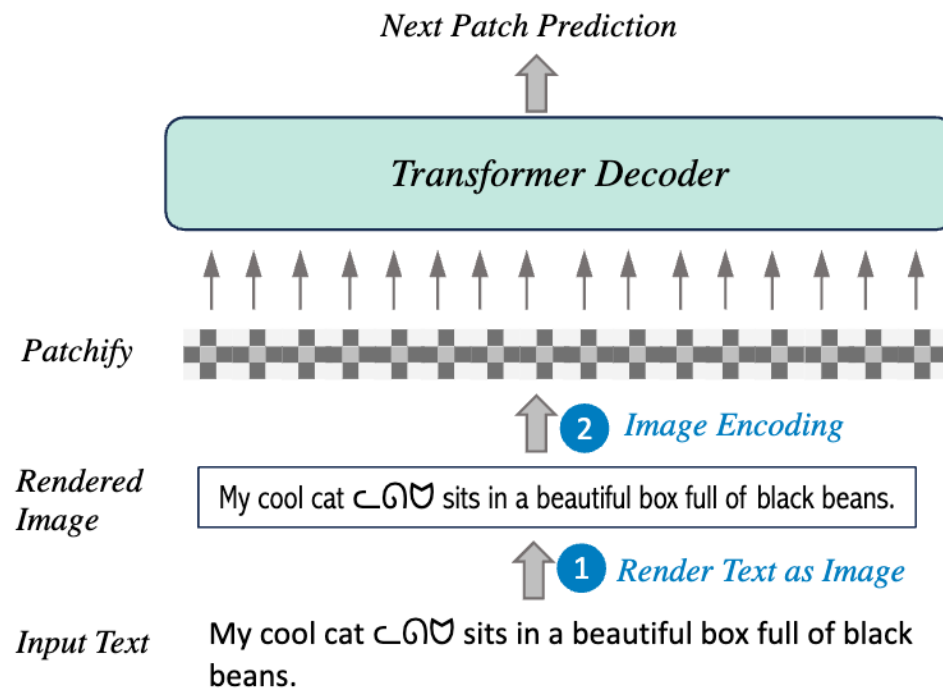 Next Patch Prediction
Transformer Decoder
Patchify
2 Image Encoding
Rendered
Image
My cool cat ᓚᘏᗢ sits in a beautiful box full of black beans.
1 Render Text as Image
Input Text
My cool cat ᓚᘏᗢ sits in a beautiful box full of black
beans.